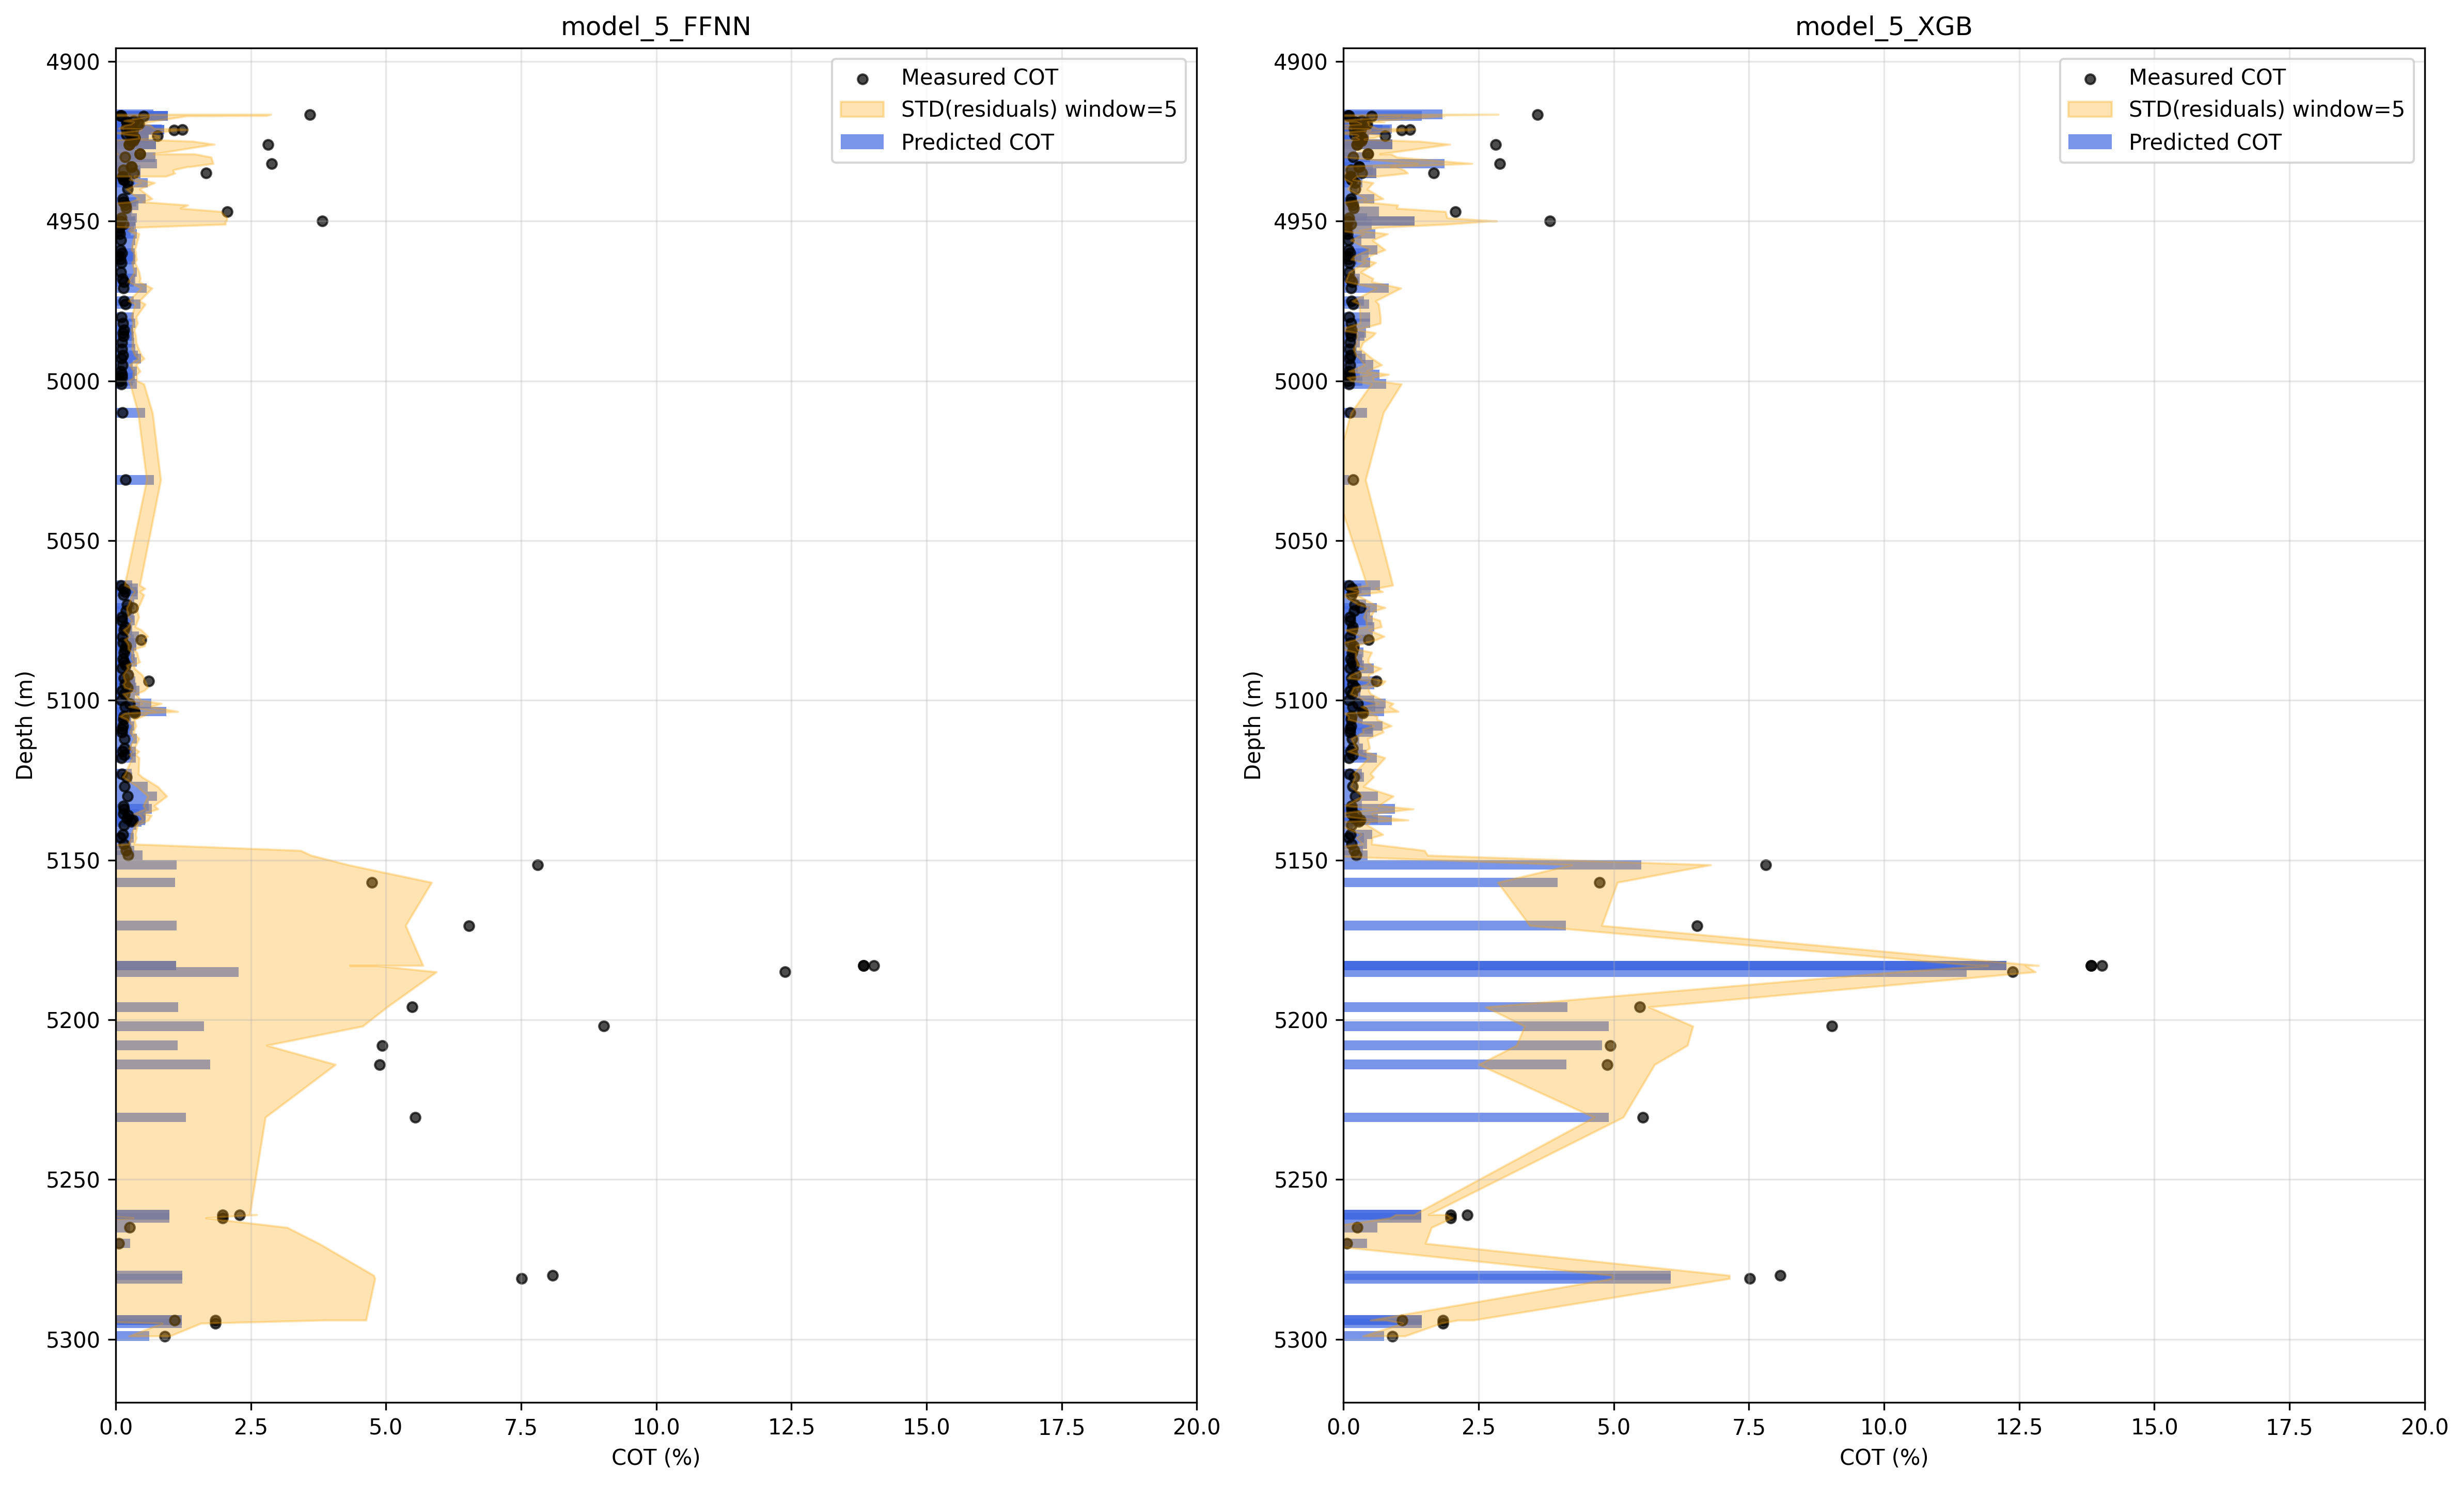 model_5_FFNN
Measured COT
STD(residuals) window=5
Predicted COT
4900
4950
5000
5050
5100
5150
5200
5250
5300
Depth (m)
0.0 2.5 5.0 7.5 10.0 12.5 15.0 17.5 20.0
COT (%)
model_5_XGB
Measured COT
STD(residuals) window=5
Predicted COT
4900
4950
5000
5050
5100
5150
5200
5250
5300
Depth (m)
0.0 2.5 5.0 7.5 10.0 12.5 15.0 17.5 20.0
COT (%)